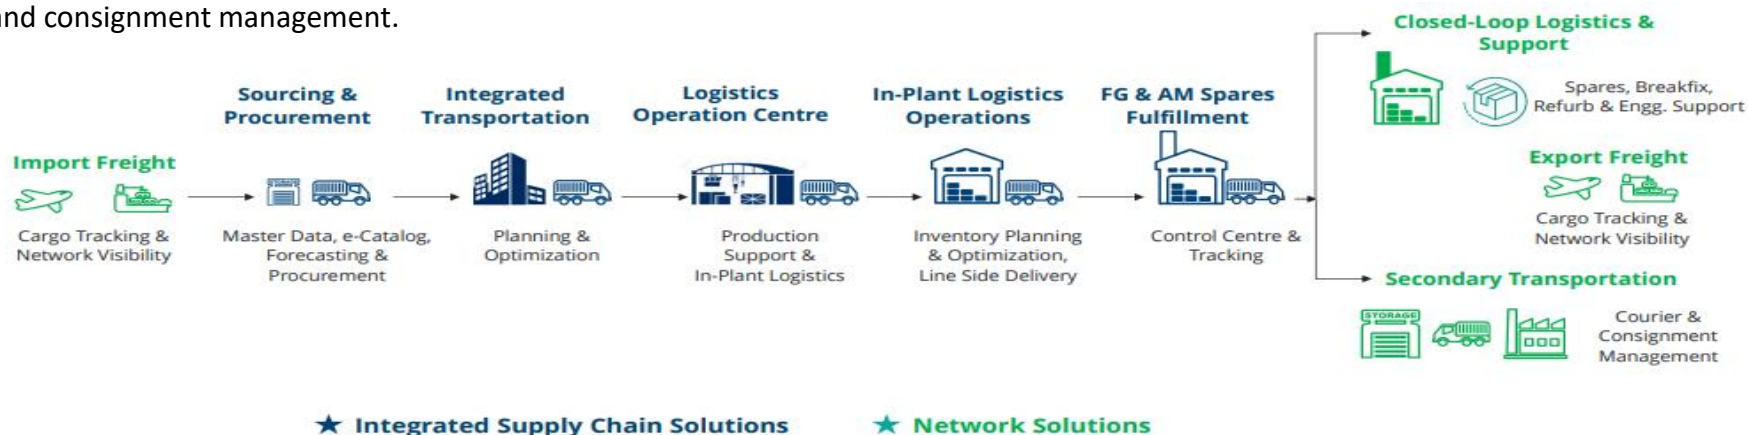 and consignment management.
Import Freight
Cargo Tracking &
Network Visibility
Sourcing &
Procurement
STORAGE
Master Data, e-Catalog,
Forecasting &
Procurement
Integrated
Transportation
Planning &
Optimization
Logistics
Operation Centre
Production
Support &
In-Plant Logistics
In-Plant Logistics
Operations
Inventory Planning
& Optimization,
Line Side Delivery
FG & AM Spares
Fulfillment
Control Centre &
Tracking
Closed-Loop Logistics &
Support
Spares, Breakfix,
Refurb & Engg. Support
Export Freight
Cargo Tracking &
Network Visibility
Secondary Transportation
STORAGE
Courier &
Consignment
Management
Integrated Supply Chain Solutions
Network Solutions